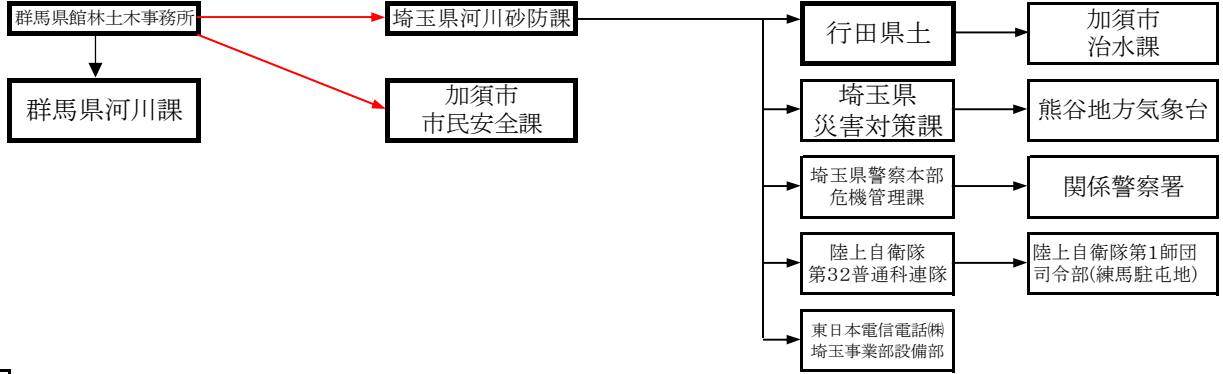 群馬県館林土木事務所
埼玉県河川砂防課
行田県土
加須市
治水課
群馬県河川課
加須市
市民安全課
埼玉県
災害対策課
熊谷地方気象台
埼玉県警察本部
危機管理課
関係警察署
陸上自衛隊
第32普通科連隊
陸上自衛隊第1師団
司令部(練馬駐屯地)
東日本電信電話㈱
埼玉事業部設備部